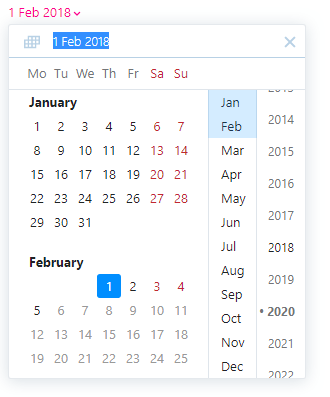 1 Feb 2018
1 Feb 2018
Mo Tu We Th Fr Sa Su
January
1 2 3 4 5 6 7
8 9 10 11 12 13 14
15 16 17 18 19 20 21
22 23 24 25 26 27 28
29 30 31
February
1 2 3 4
5 6 7 8 9 10 11
12 13 14 15 16 17 18
19 20 21 22 23 24 25
Jan
Feb
Mar
Apr
May
Jun
Jul
Aug
Sep
Oct
Nov
Dec
2014
2015
2016
2017
2018
2019
• 2020
2021
2022